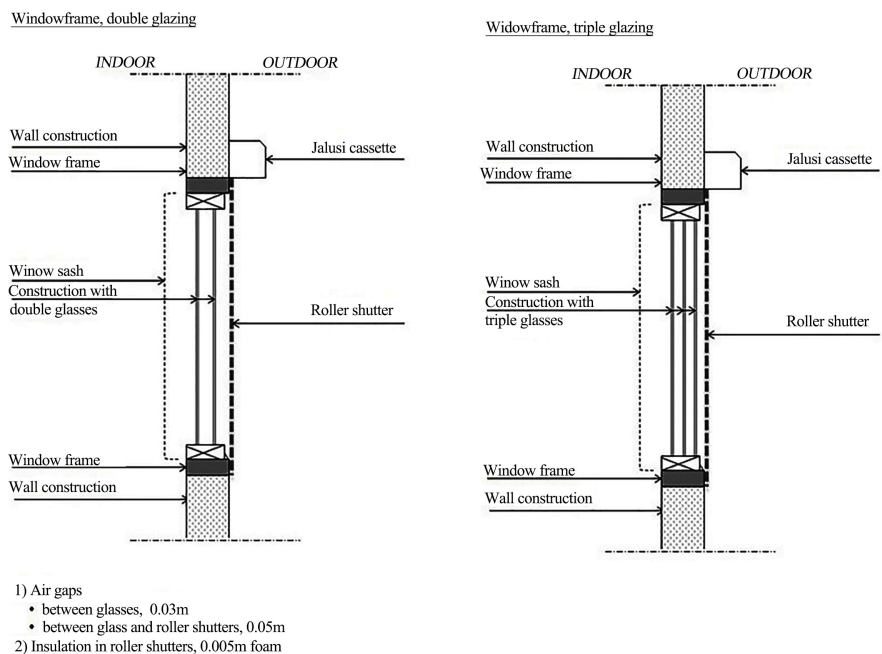 Windowframe, double glazing
INDOOR
OUTDOOR
Wall construction
Window frame
Jalusi cassette
Winow sash
Construction with
double glasses
Roller shutter
Window frame
Wall construction
1) Air gaps
• between glasses, 0.03m
• between glass and roller shutters, 0.05m
2) Insulation in roller shutters, 0.005m foam
Widowframe, triple glazing
INDOOR
OUTDOOR
Wall construction
Window frame
Jalusi cassette
Winow sash
Construction with
triple glasses
Roller shutter
Window frame
Wall construction